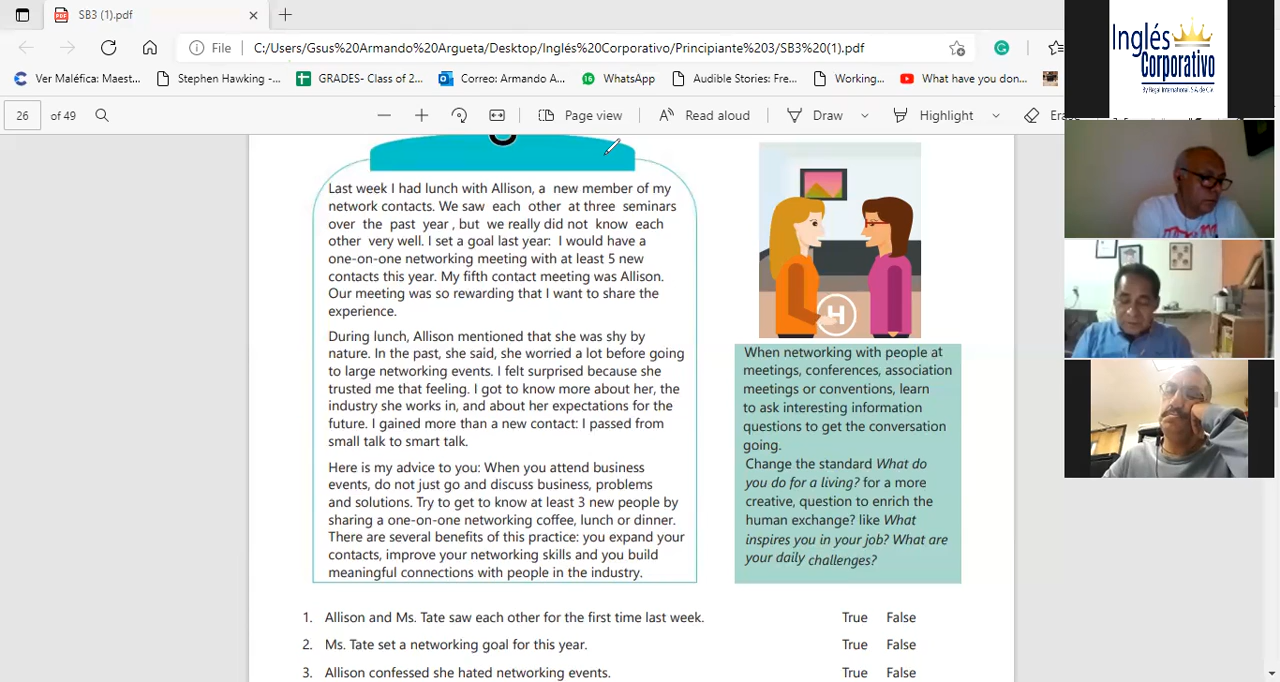 SB3 (1).pdf
File
C:/Users/Gsus%20Armando%20Argueta/Desktop/Inglés%20Corporativo/Principiante%203/SB3%20(1).pdf
Ver Maléfica: Maest...
Stephen Hawking -...
GRADES- Class of 2...
Correo: Armando A...
WhatsApp
Audible Stories: Fre...
Working...
What have you don...
26 of 49
Page view
Read aloud
Draw
Highlight
Inglés
Corporativo
By Regal International, S.A. de C.V.
Last week I had lunch with Allison, a new member of my
network contacts. We saw each other at three seminars
over the past year , but we really did not know each
other very well. I set a goal last year: I would have a
one-on-one networking meeting with at least 5 new
contacts this year. My fifth contact meeting was Allison.
Our meeting was so rewarding that I want to share the
experience.
During lunch, Allison mentioned that she was shy by
nature. In the past, she said, she worried a lot before going
to large networking events. I felt surprised because she
trusted me that feeling. I got to know more about her, the
industry she works in, and about her expectations for the
future. I gained more than a new contact: I passed from
small talk to smart talk.
Here is my advice to you: When you attend business
events, do not just go and discuss business, problems
and solutions. Try to get to know at least 3 new people by
sharing a one-on-one networking coffee, lunch or dinner.
There are several benefits of this practice: you expand your
contacts, improve your networking skills and you build
meaningful connections with people in the industry.
H
When networking with people at
meetings, conferences, association
meetings or conventions, learn
to ask interesting information
questions to get the conversation
going.
Change the standard What do
you do for a living? for a more
creative, question to enrich the
human exchange? like What
inspires you in your job? What are
your daily challenges?
1. Allison and Ms. Tate saw each other for the first time last week. True False
2. Ms. Tate set a networking goal for this year. True False
3. Allison confessed she hated networking events. True False